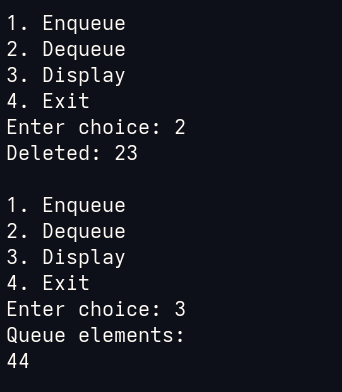 1. Enqueue
2. Dequeue
3. Display
4. Exit
Enter choice: 2
Deleted: 23

1. Enqueue
2. Dequeue
3. Display
4. Exit
Enter choice: 3
Queue elements:
44